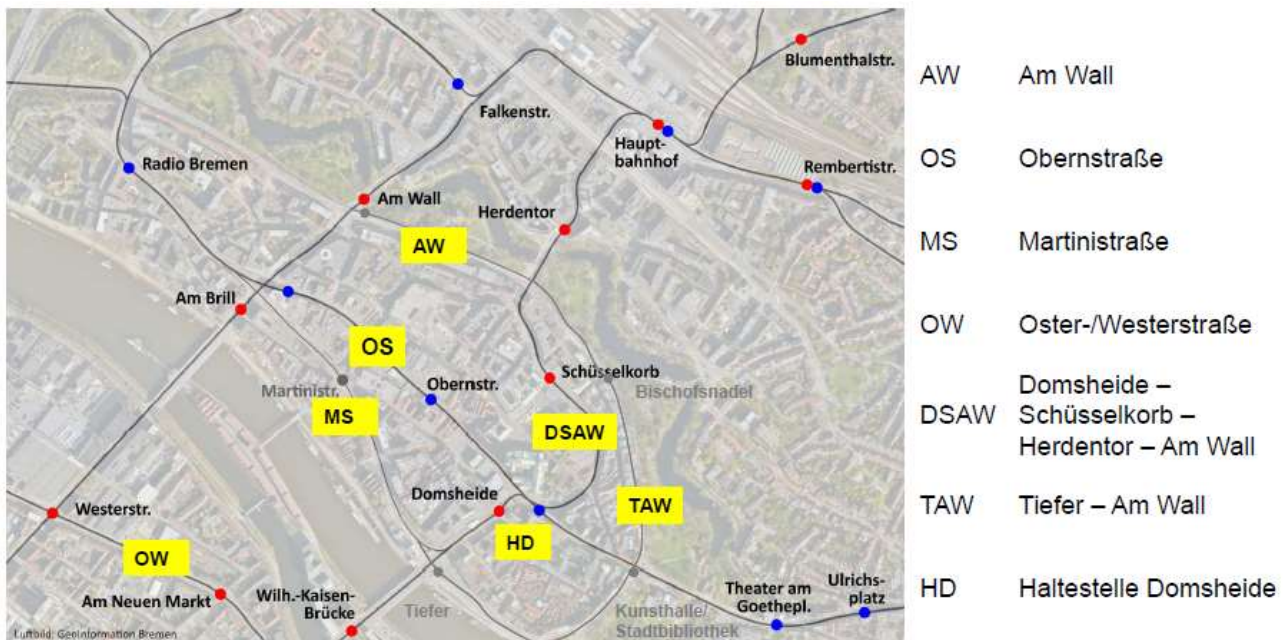 Blumenthalstr.
Falkenstr.
Haupt-
bahnhof
Rembertistr.
Radio Bremen
Am Wall
Herdentor
AW
Am Brill
OS
Schüsselkorb
Bischofsnadel
Martinistr.
Obernstr.
MS
DSAW
Domsheide
TAW
Westerstr.
HD
OW
Am Neuen Markt
Wilh.-Kaisen-
Brücke
Tiefer
Kunsthalle/
Stadtbibliothek
Theater am
Goethepl.
Ulrichs-
platz
Luftbild: GeoInformation Bremen
AW Am Wall
OS Obernstraße
MS Martinistraße
OW Oster-/Westerstraße
DSAW Domsheide –
Schüsselkorb –
Herdentor – Am Wall
TAW Tiefer – Am Wall
HD Haltestelle Domsheide